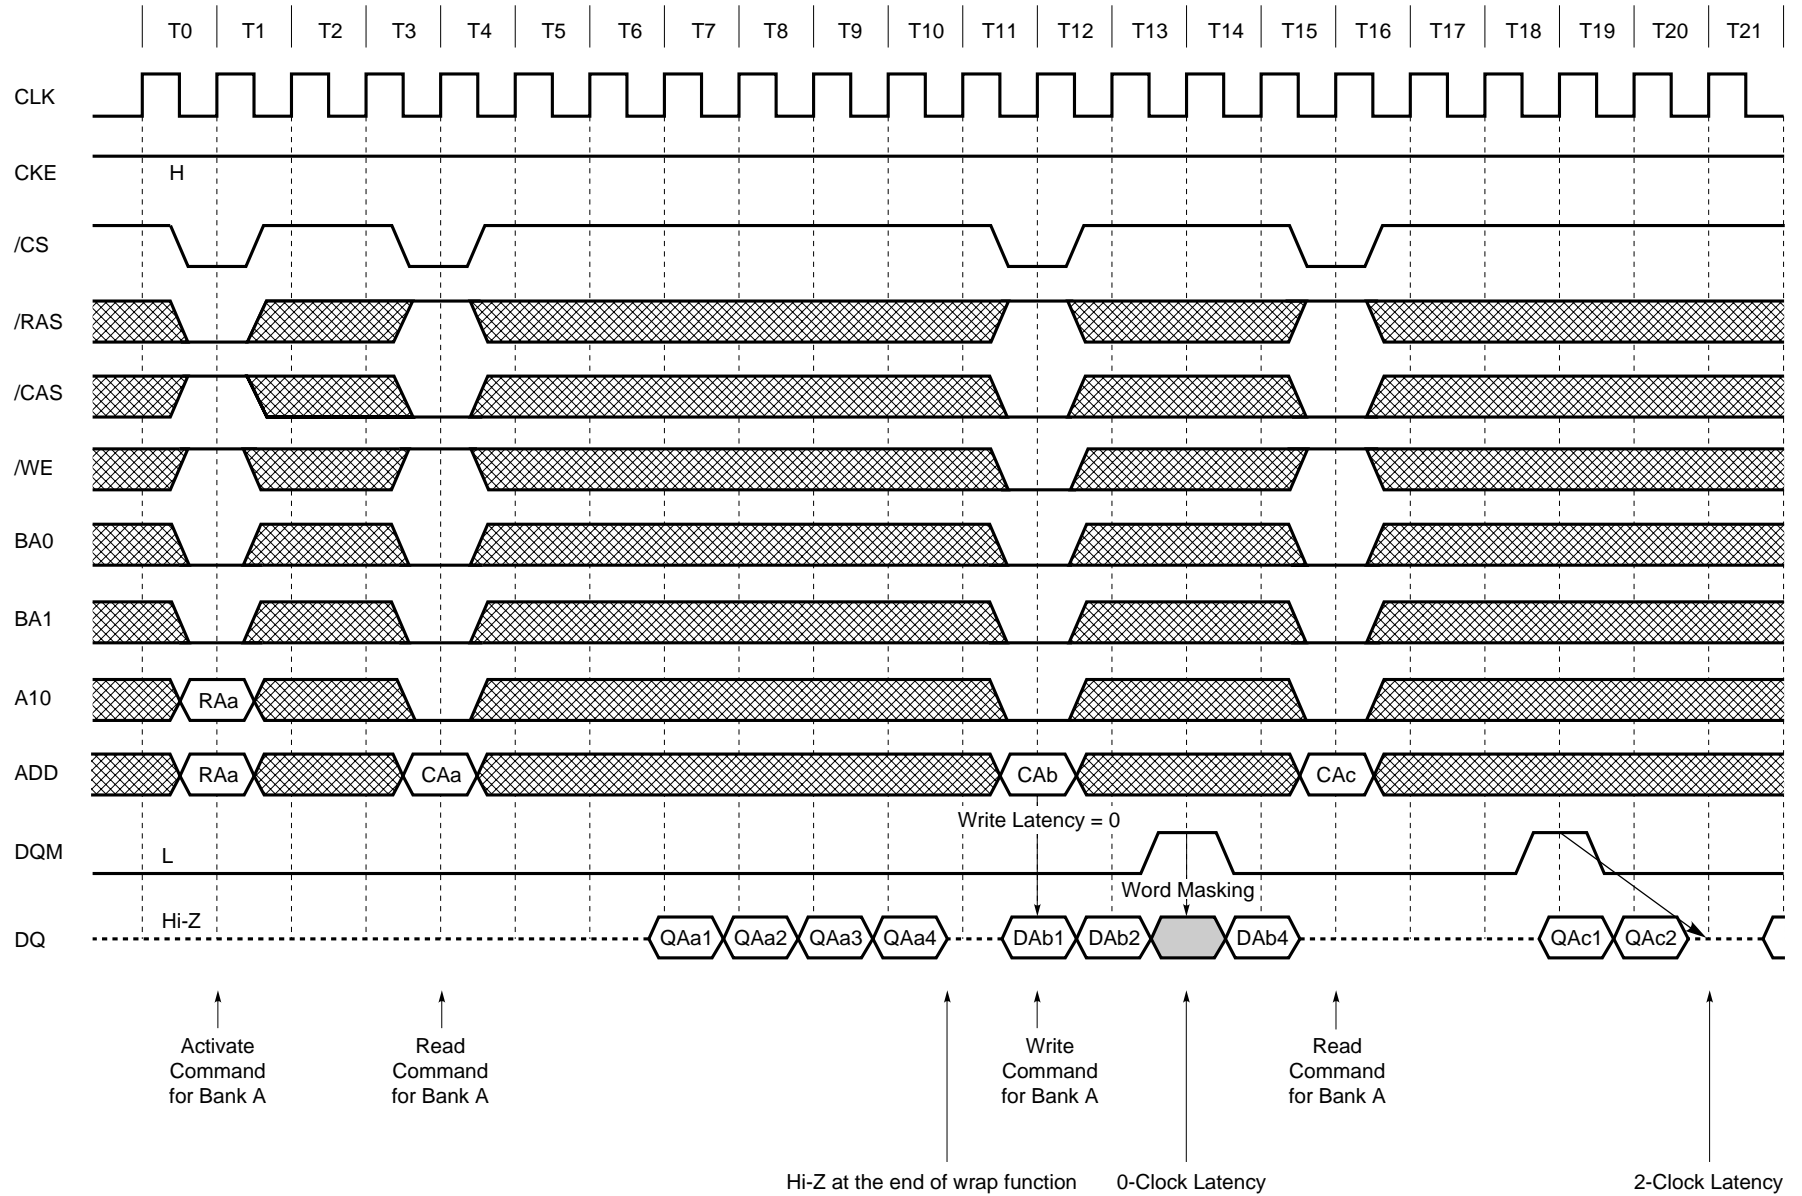 T0 T1 T2 T3 T4 T5 T6 T7 T8 T9 T10 T11 T12 T13 T14 T15 T16 T17 T18 T19 T20 T21
CLK
CKE H
/CS
/RAS
/CAS
/WE
BA0
BA1
A10 RAa
ADD RAa CAa CAb CAc
Write Latency = 0
DQM L
Word Masking
Hi-Z
DQ QAa1 QAa2 QAa3 QAa4 DAb1 DAb2 DAb4 QAc1 QAc2
Activate
Command
for Bank A
Read
Command
for Bank A
Write
Command
for Bank A
Read
Command
for Bank A
Hi-Z at the end of wrap function
0-Clock Latency
2-Clock Latency